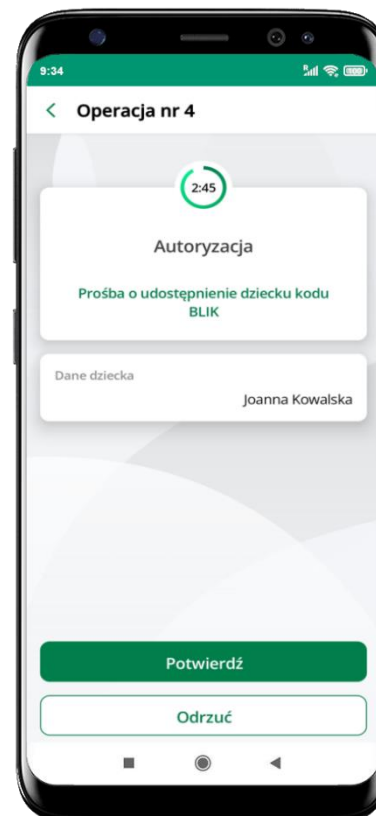 9:34
Operacja nr 4
2:45
Autoryzacja
Prośba o udostępnienie dziecku kodu
BLIK
Dane dziecka
Joanna Kowalska
Potwierdź
Odrzuć